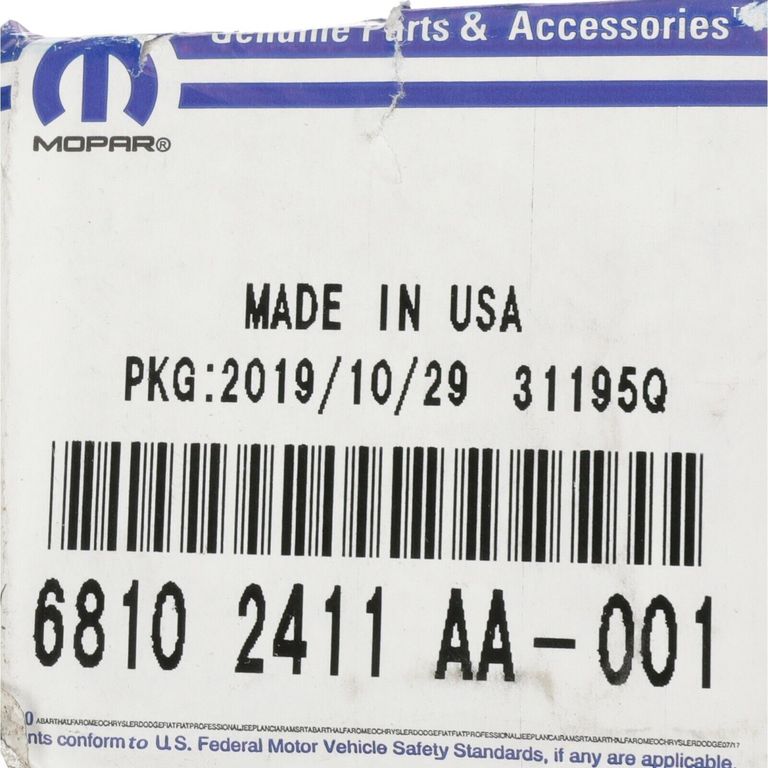 Genuine Parts & Accessories™
MOPAR®
MADE IN USA
PKG:2019/10/29 31195Q
6810 2411 AA-001
nts conform to U.S. Federal Motor Vehicle Safety Standards, if any are applicable.